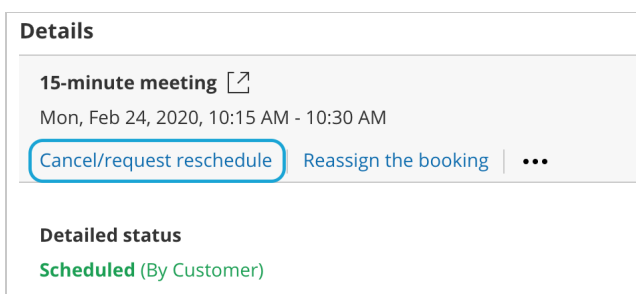 Details
15-minute meeting
Mon, Feb 24, 2020, 10:15 AM - 10:30 AM
Cancel/request reschedule Reassign the booking •••
Detailed status
Scheduled (By Customer)